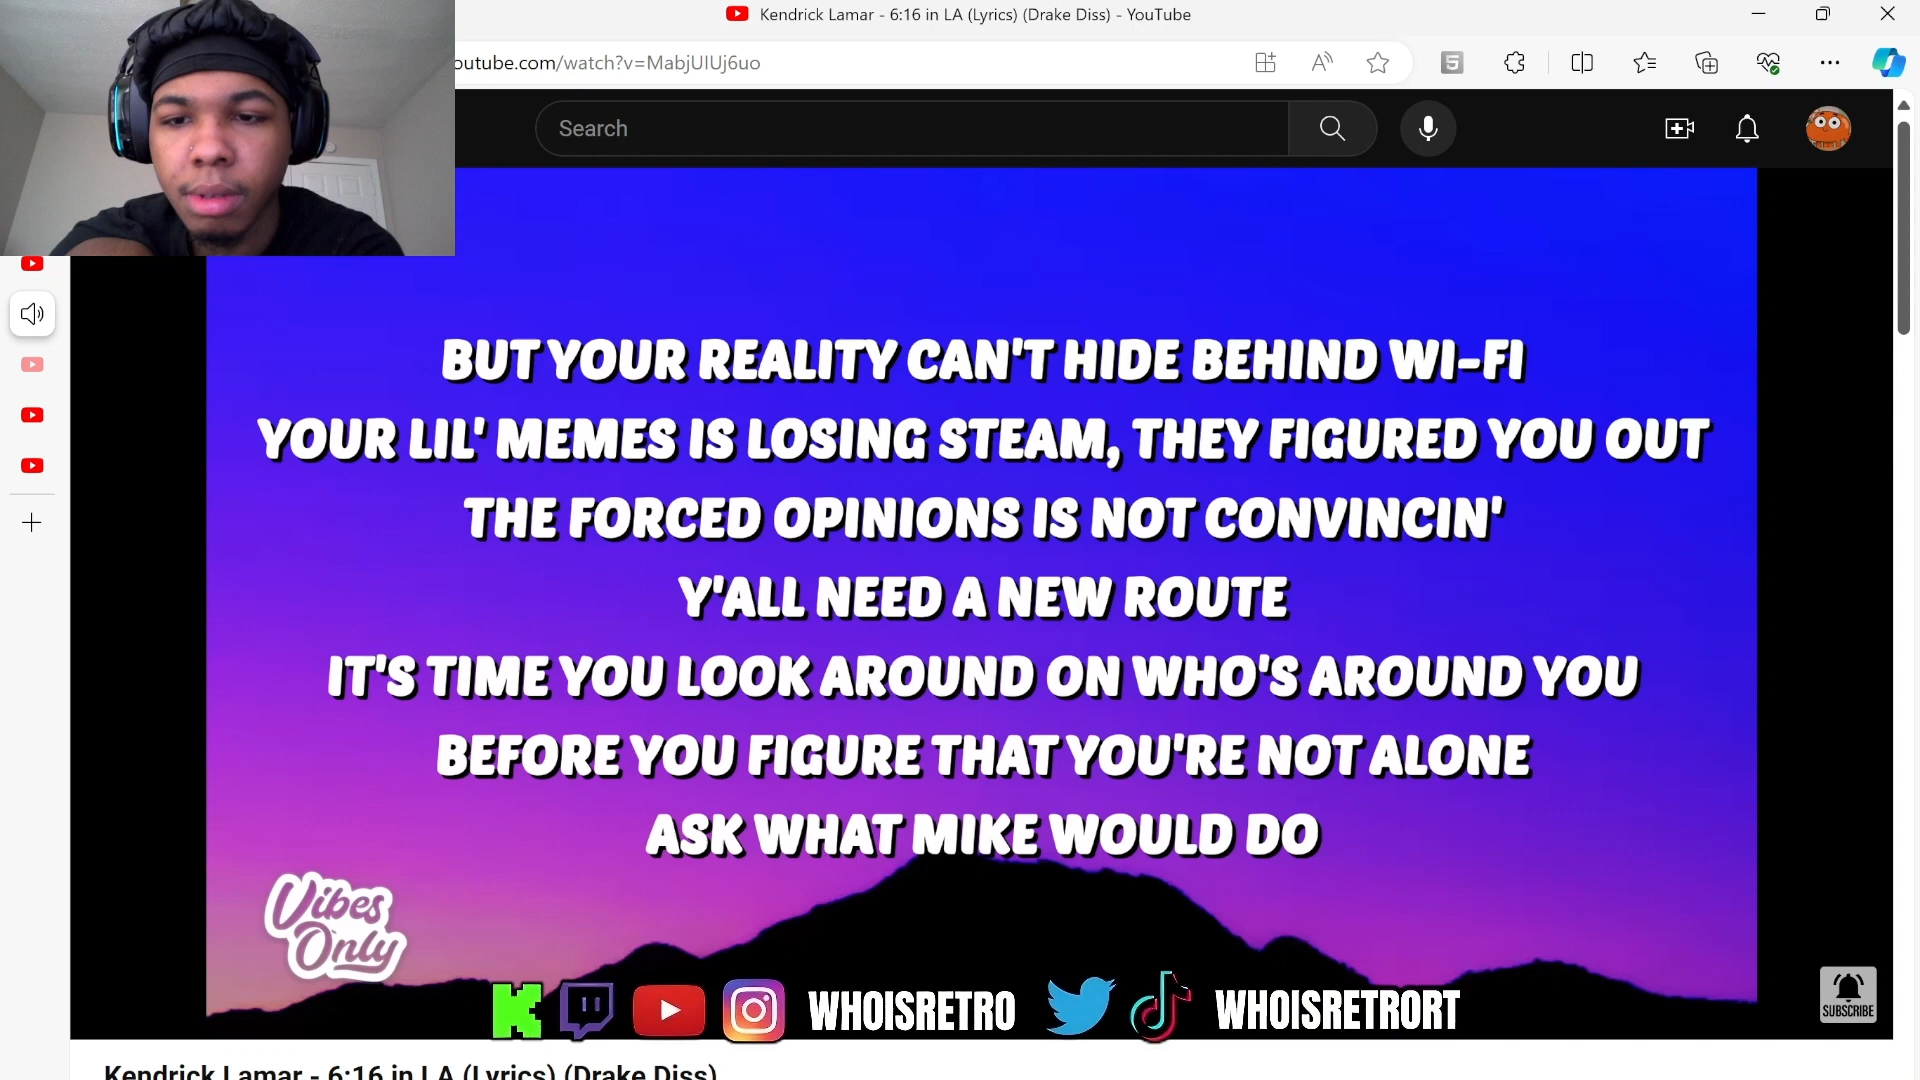 Kendrick Lamar - 6:16 in LA (Lyrics) (Drake Diss) - YouTube
outube.com/watch?v=MabjUIUj6uo
Search
BUT YOUR REALITY CAN'T HIDE BEHIND WI-FI
YOUR LIL' MEMES IS LOSING STEAM, THEY FIGURED YOU OUT
THE FORCED OPINIONS IS NOT CONVINCIN'
Y'ALL NEED A NEW ROUTE
IT'S TIME YOU LOOK AROUND ON WHO'S AROUND YOU
BEFORE YOU FIGURE THAT YOU'RE NOT ALONE
ASK WHAT MIKE WOULD DO
Vibes
Only
WHOISRETRO
WHOISRETRORT
SUBSCRIBE
Kendrick Lamar - 6:16 in LA (Lyrics) (Drake Diss)